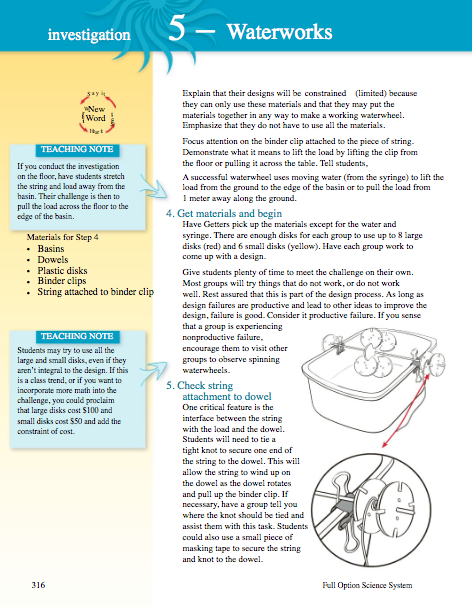 investigation 5 – Waterworks
Say it
Write it
New
Word
Hear it
TEACHING NOTE
If you conduct the investigation
on the floor, have students stretch
the string and load away from the
basin. Their challenge is then to
pull the load across the floor to the
edge of the basin.
Materials for Step 4
• Basins
• Dowels
• Plastic disks
• Binder clips
• String attached to binder clip
TEACHING NOTE
Students may try to use all the
large and small disks, even if they
aren't integral to the design. If this
is a class trend, or if you want to
incorporate more math into the
challenge, you could proclaim
that large disks cost $100 and
small disks cost $50 and add the
constraint of cost.
Explain that their designs will be constrained (limited) because
they can only use these materials and that they may put the
materials together in any way to make a working waterwheel.
Emphasize that they do not have to use all the materials.
Focus attention on the binder clip attached to the piece of string.
Demonstrate what it means to lift the load by lifting the clip from
the floor or pulling it across the table. Tell students,
A successful waterwheel uses moving water (from the syringe) to lift the
load from the ground to the edge of the basin or to pull the load from
1 meter away along the ground.
4. Get materials and begin
Have Getters pick up the materials except for the water and
syringe. There are enough disks for each group to use up to 8 large
disks (red) and 6 small disks (yellow). Have each group work to
come up with a design.
Give students plenty of time to meet the challenge on their own.
Most groups will try things that do not work, or do not work
well. Rest assured that this is part of the design process. As long as
design failures are productive and lead to other ideas to improve the
design, failure is good. Consider it productive failure. If you sense
that a group is experiencing
nonproductive failure,
encourage them to visit other
groups to observe spinning
waterwheels.
5. Check string
attachment to dowel
One critical feature is the
interface between the string
with the load and the dowel.
Students will need to tie a
tight knot to secure one end of
the string to the dowel. This will
allow the string to wind up on
the dowel as the dowel rotates
and pull up the binder clip. If
necessary, have a group tell you
where the knot should be tied and
assist them with this task. Students
could also use a small piece of
masking tape to secure the string
and knot to the dowel.
316
Full Option Science System